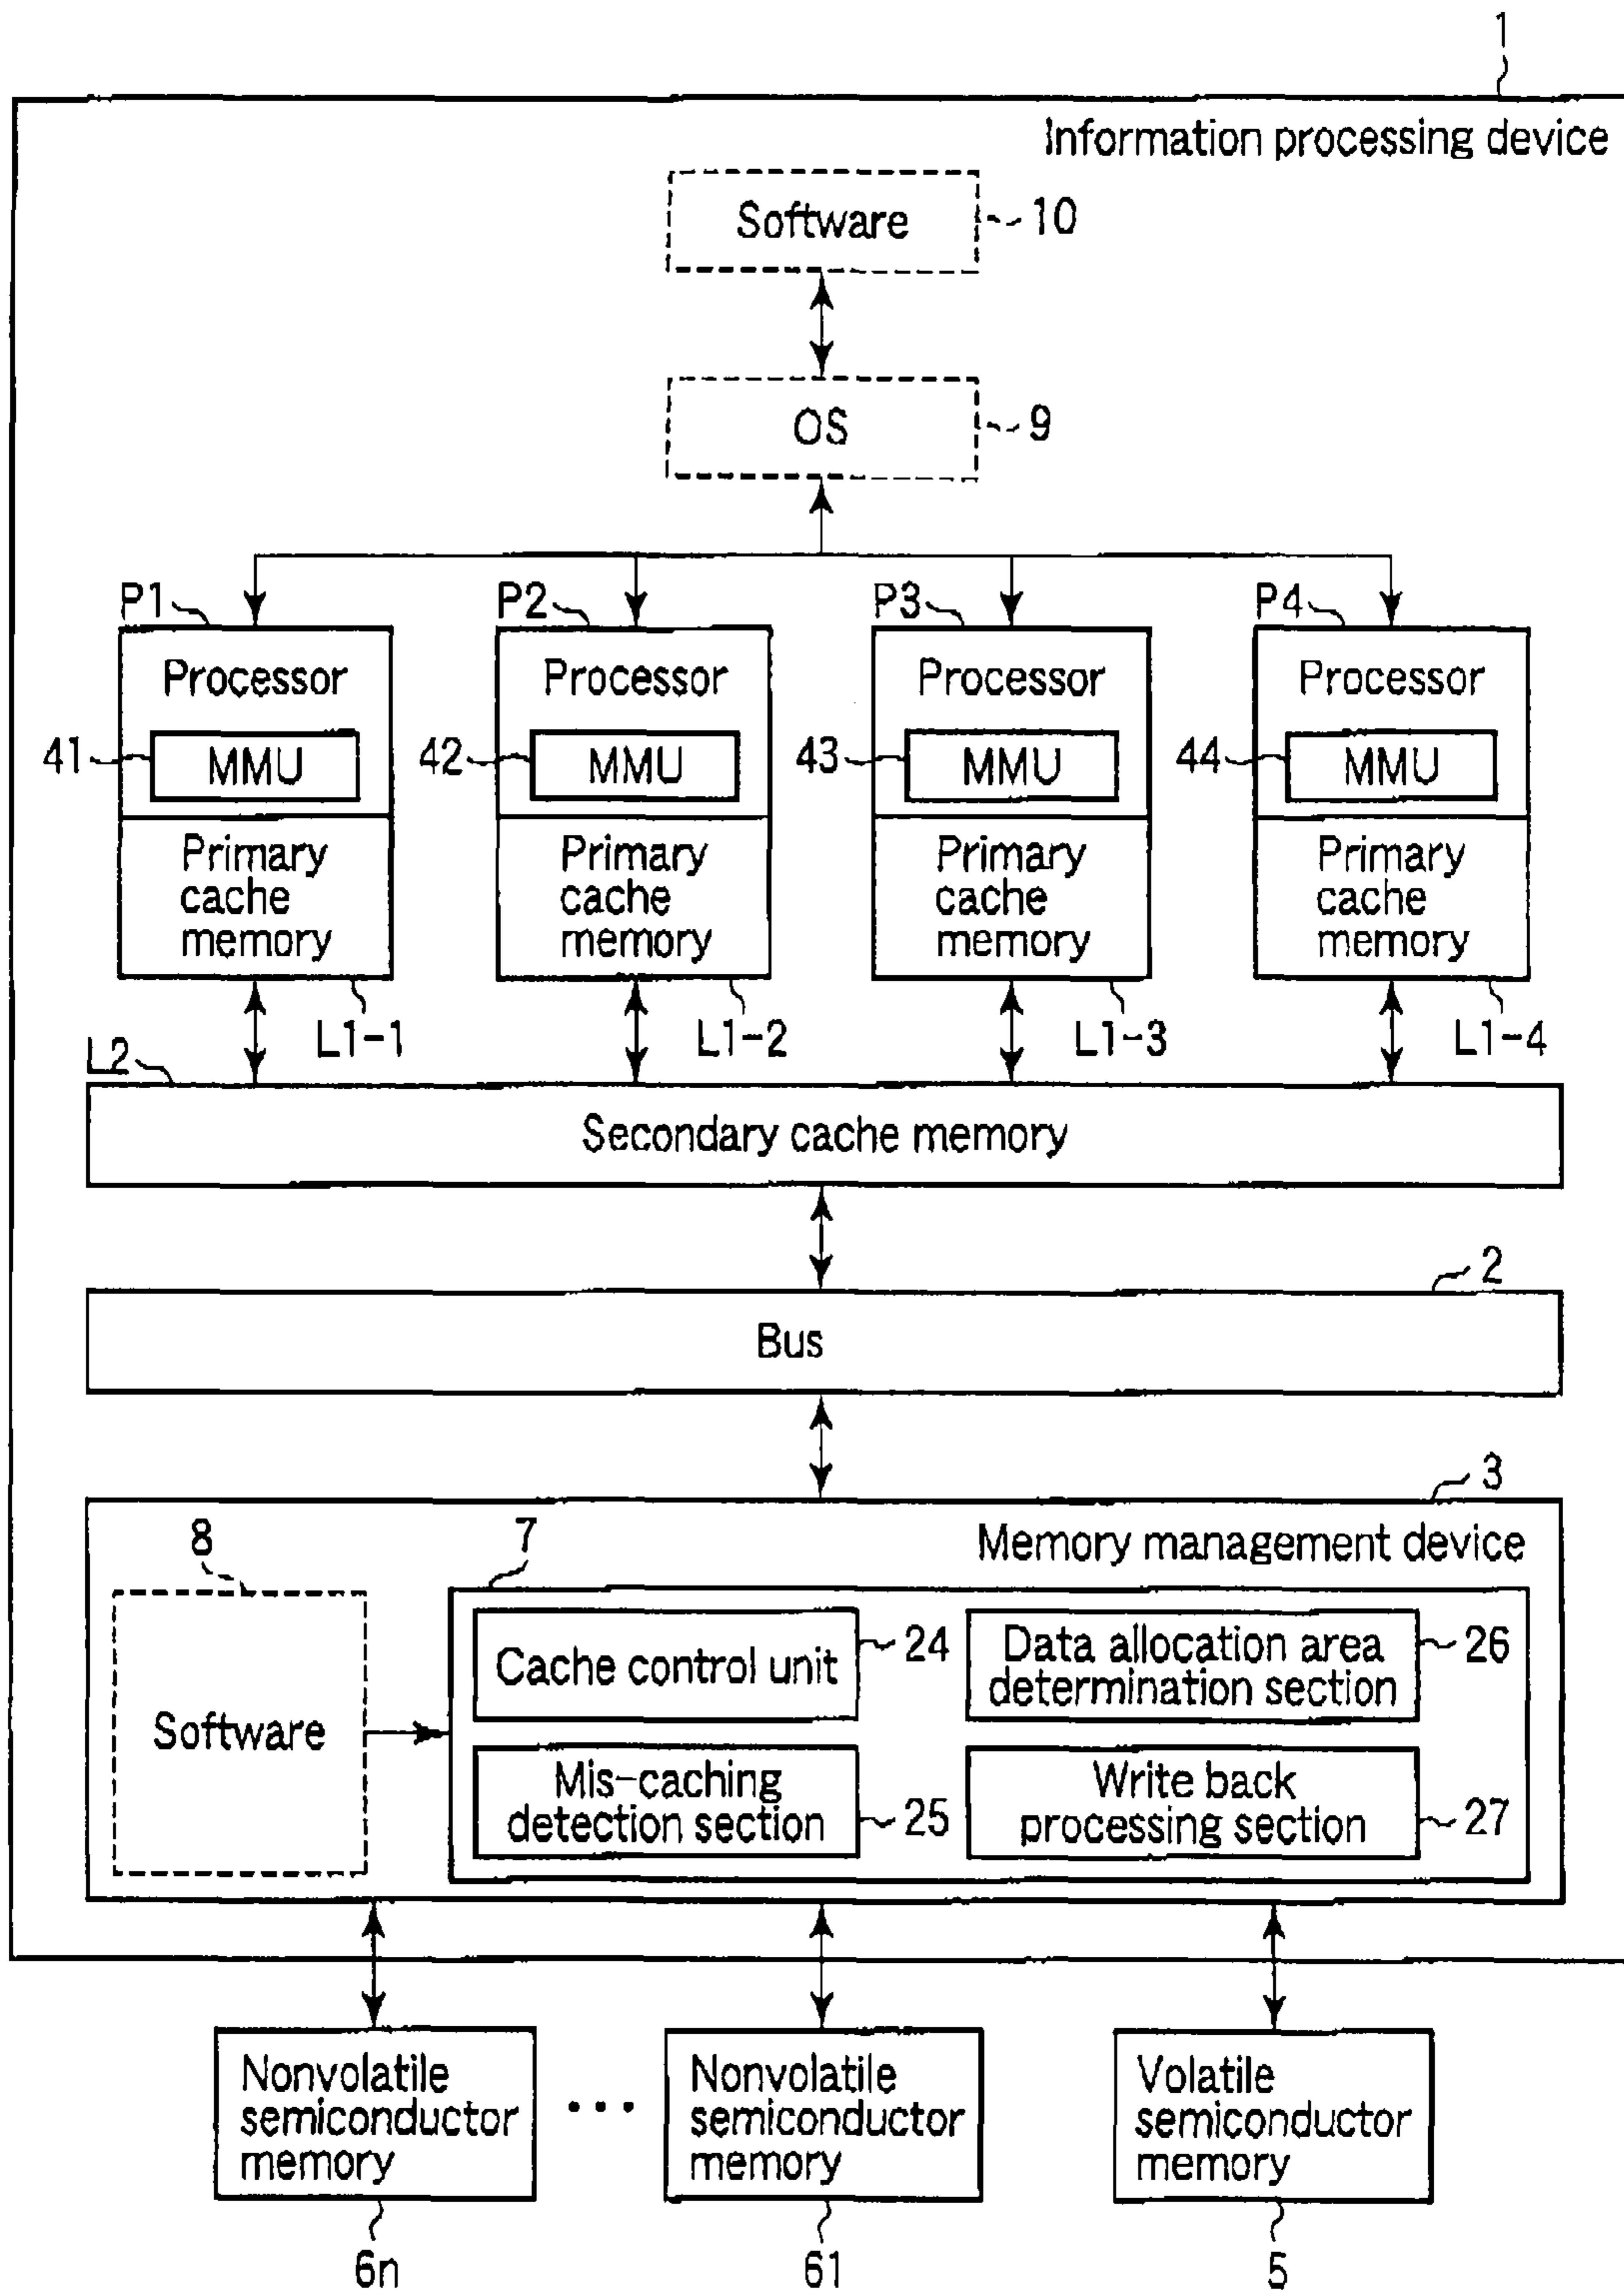 1
Information processing device
Software 10
OS 9
P1 P2 P3 P4
Processor Processor Processor Processor
41 MMU 42 MMU 43 MMU 44 MMU
Primary Primary Primary Primary
cache cache cache cache
memory memory memory memory
L1-1 L1-2 L1-3 L1-4
L2
Secondary cache memory
2
Bus
3
Memory management device
8 7
Cache control unit 24
Data allocation area
determination section 26
Software
Mis-caching
detection section 25
Write back
processing section 27
Nonvolatile
semiconductor
memory
...
Nonvolatile
semiconductor
memory
Volatile
semiconductor
memory
6n 61 5